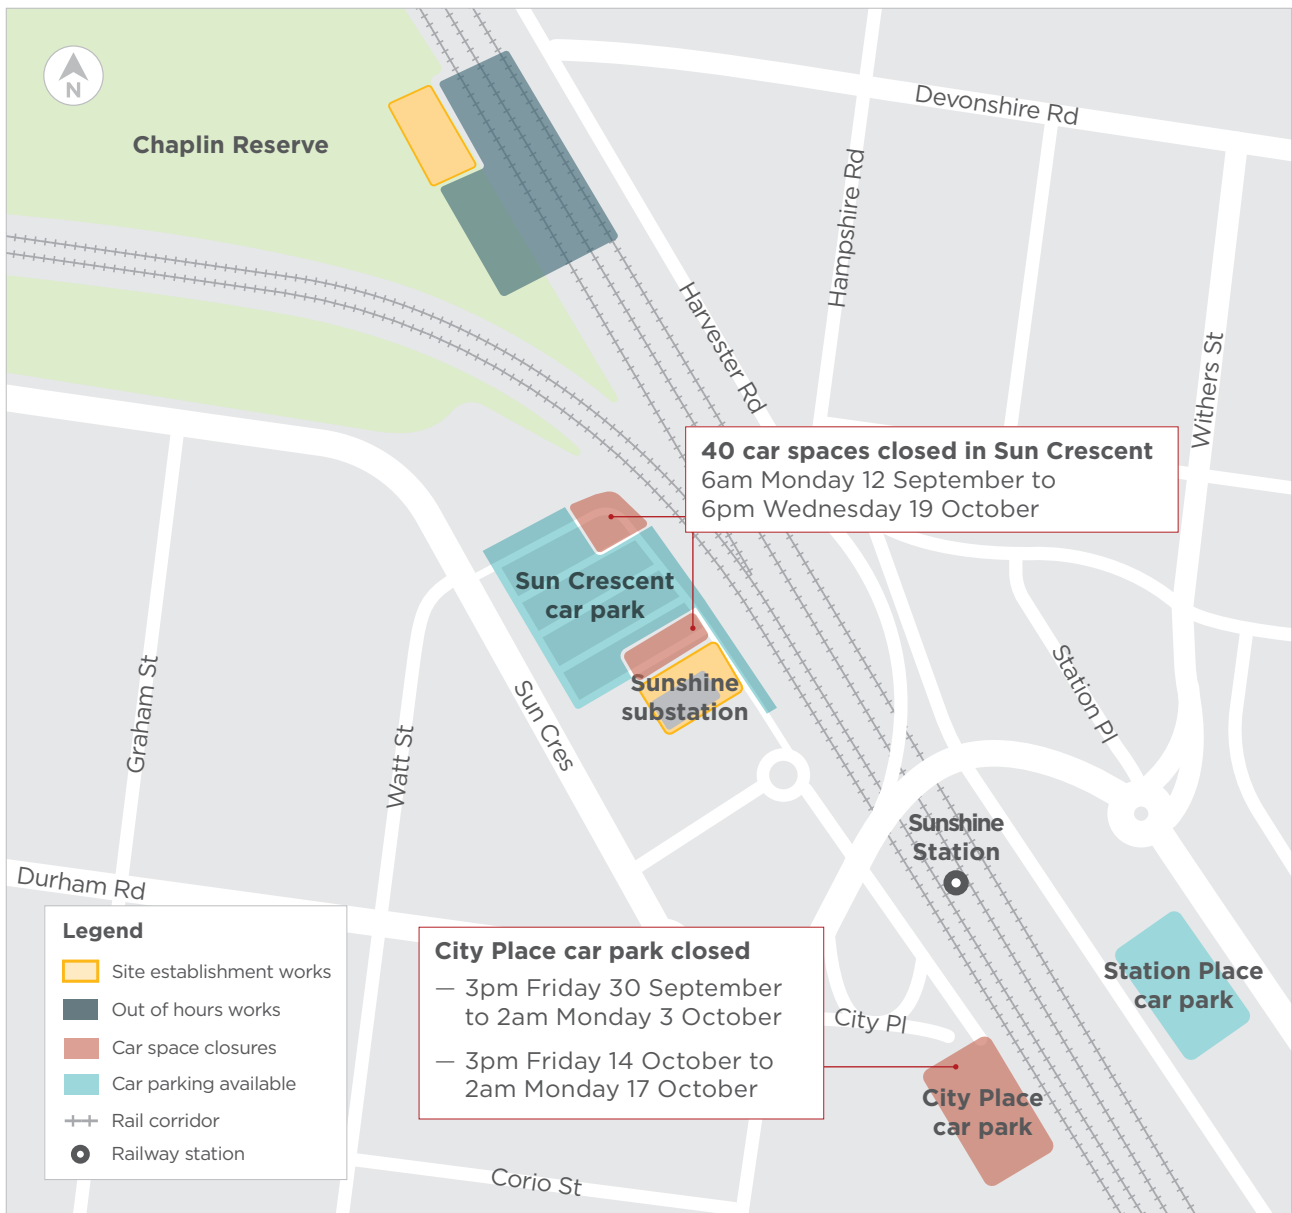 N
Chaplin Reserve
Devonshire Rd
Hampshire Rd
Harvester Rd
Withers St
40 car spaces closed in Sun Crescent
6am Monday 12 September to
6pm Wednesday 19 October
Sun Crescent
car park
Sunshine
substation
Graham St
Watt St
Sun Cres
Station Pl
Sunshine
Station
Durham Rd
Legend
Site establishment works
Out of hours works
Car space closures
Car parking available
Rail corridor
Railway station
City Place car park closed
— 3pm Friday 30 September
to 2am Monday 3 October
— 3pm Friday 14 October to
2am Monday 17 October
City Pl
Station Place
car park
City Place
car park
Corio St